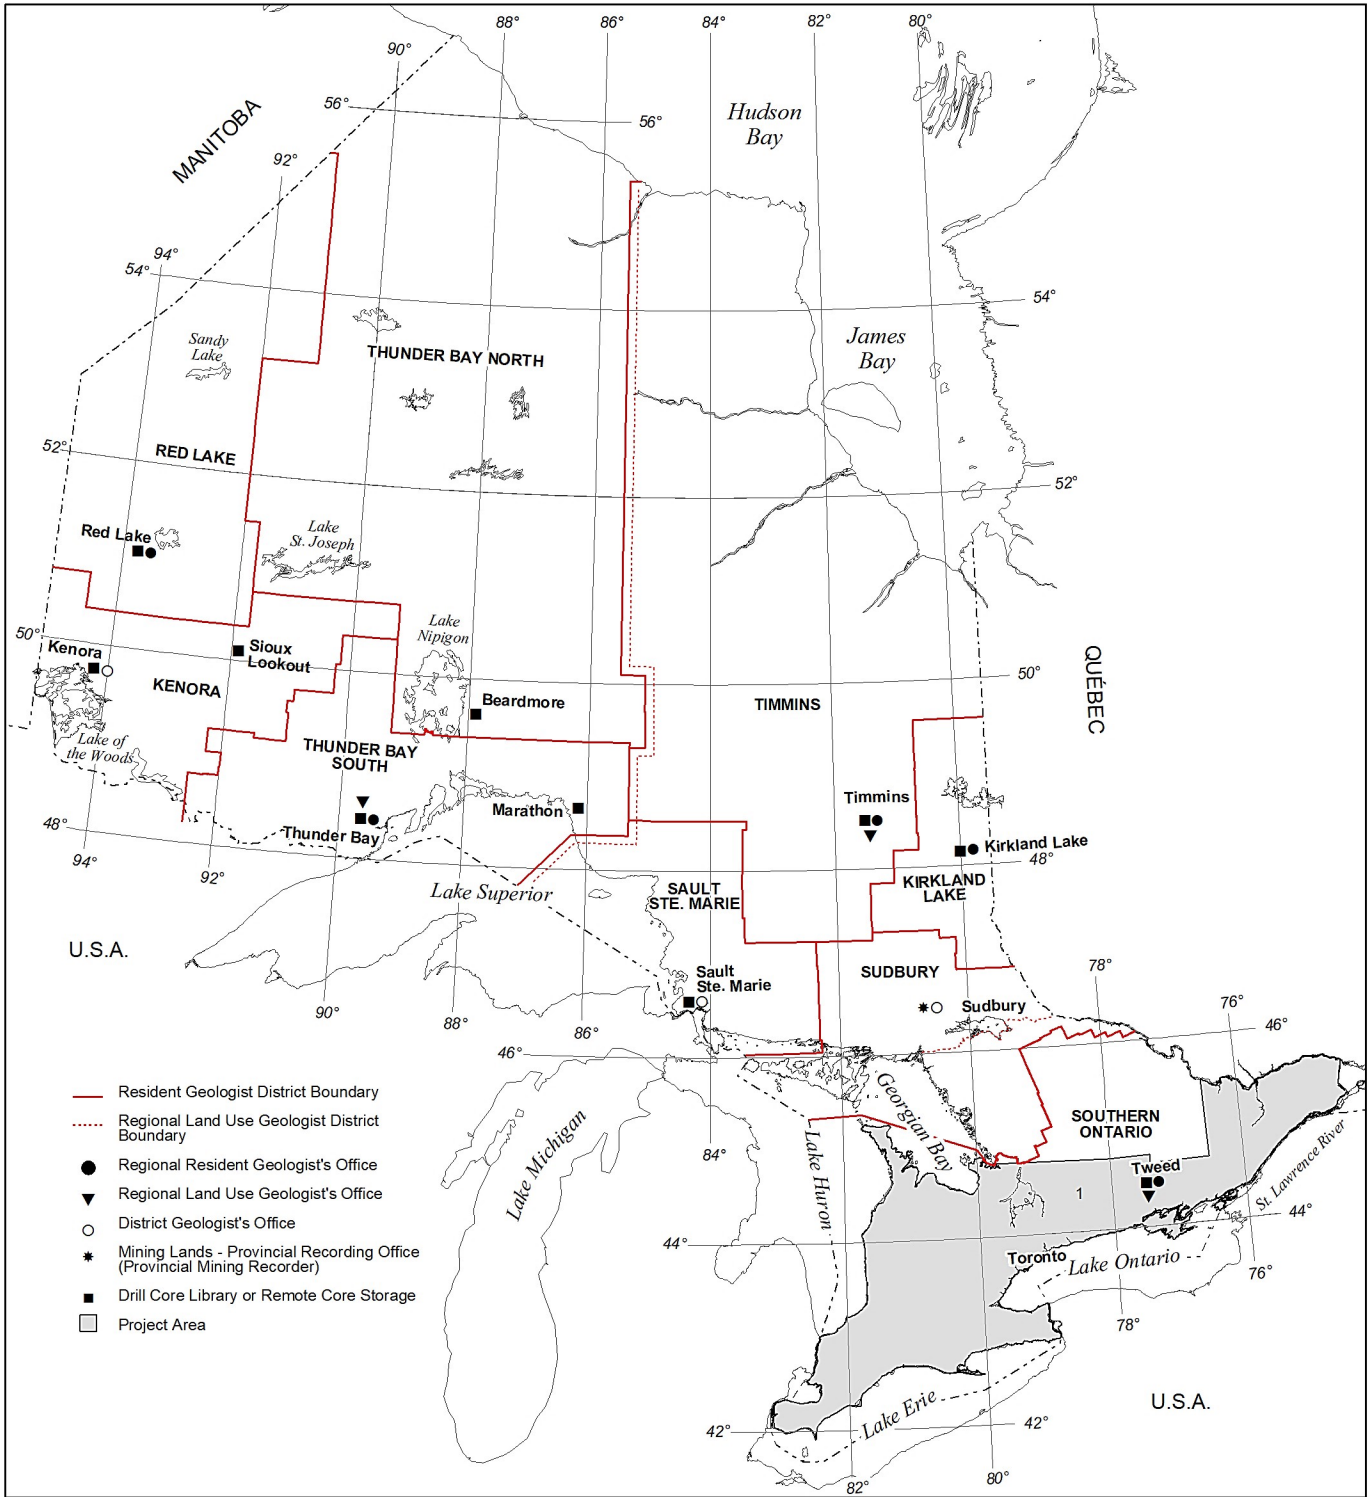 88°
86°
84°
82°
80°
90°
56°
56°
Hudson
Bay
MANITOBA
92°
94°
54°
54°
Sandy
Lake
THUNDER BAY NORTH
James
Bay
52°
RED LAKE
52°
Red Lake
Lake
St. Joseph
50°
Lake
Nipigon
Kenora
Sioux
Lookout
50°
QUÉBEC
KENORA
Beardmore
TIMMINS
Lake of
the Woods
THUNDER BAY
SOUTH
Timmins
Marathon
48°
Thunder Bay
Kirkland Lake
48°
94°
92°
Lake Superior
SAULT
STE. MARIE
KIRKLAND
LAKE
U.S.A.
Sault
Ste. Marie
SUDBURY
78°
Sudbury
76°
90°
88°
86°
46°
46°
Resident Geologist District Boundary
Regional Land Use Geologist District
Boundary
Regional Resident Geologist's Office
Regional Land Use Geologist's Office
District Geologist's Office
Mining Lands - Provincial Recording Office
(Provincial Mining Recorder)
Drill Core Library or Remote Core Storage
Project Area
Lake Michigan
84°
Lake Huron
Georgian Bay
SOUTHERN
ONTARIO
Tweed
1
St. Lawrence River
44°
44°
Toronto
Lake Ontario
76°
78°
U.S.A.
Lake Erie
42°
42°
82°
80°